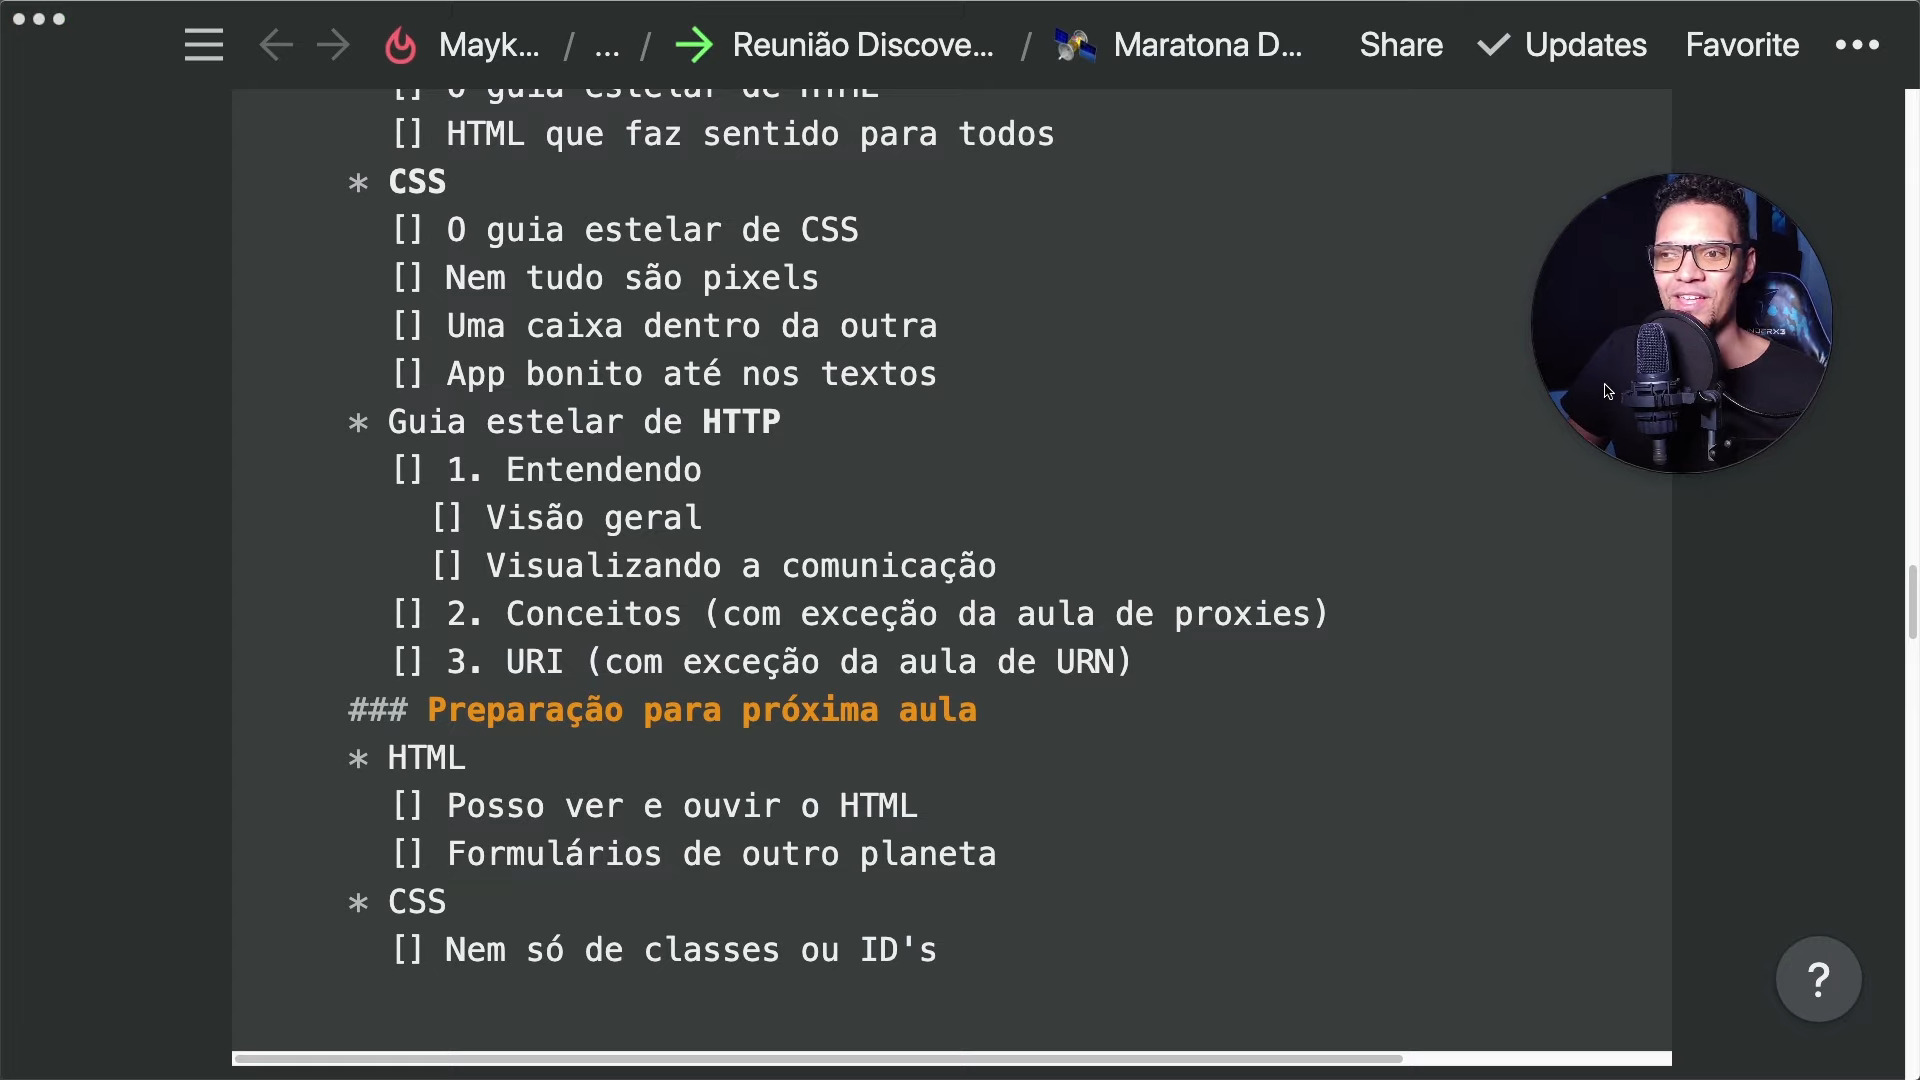 Mayk... / ... / Reunião Discove... / Maratona D... Share Updates Favorite
[] O guia estelar de HTML
[] HTML que faz sentido para todos
* CSS
[] O guia estelar de CSS
[] Nem tudo são pixels
[] Uma caixa dentro da outra
[] App bonito até nos textos
* Guia estelar de HTTP
[] 1. Entendendo
[] Visão geral
[] Visualizando a comunicação
[] 2. Conceitos (com exceção da aula de proxies)
[] 3. URI (com exceção da aula de URN)
### Preparação para próxima aula
* HTML
[] Posso ver e ouvir o HTML
[] Formulários de outro planeta
* CSS
[] Nem só de classes ou ID's
?